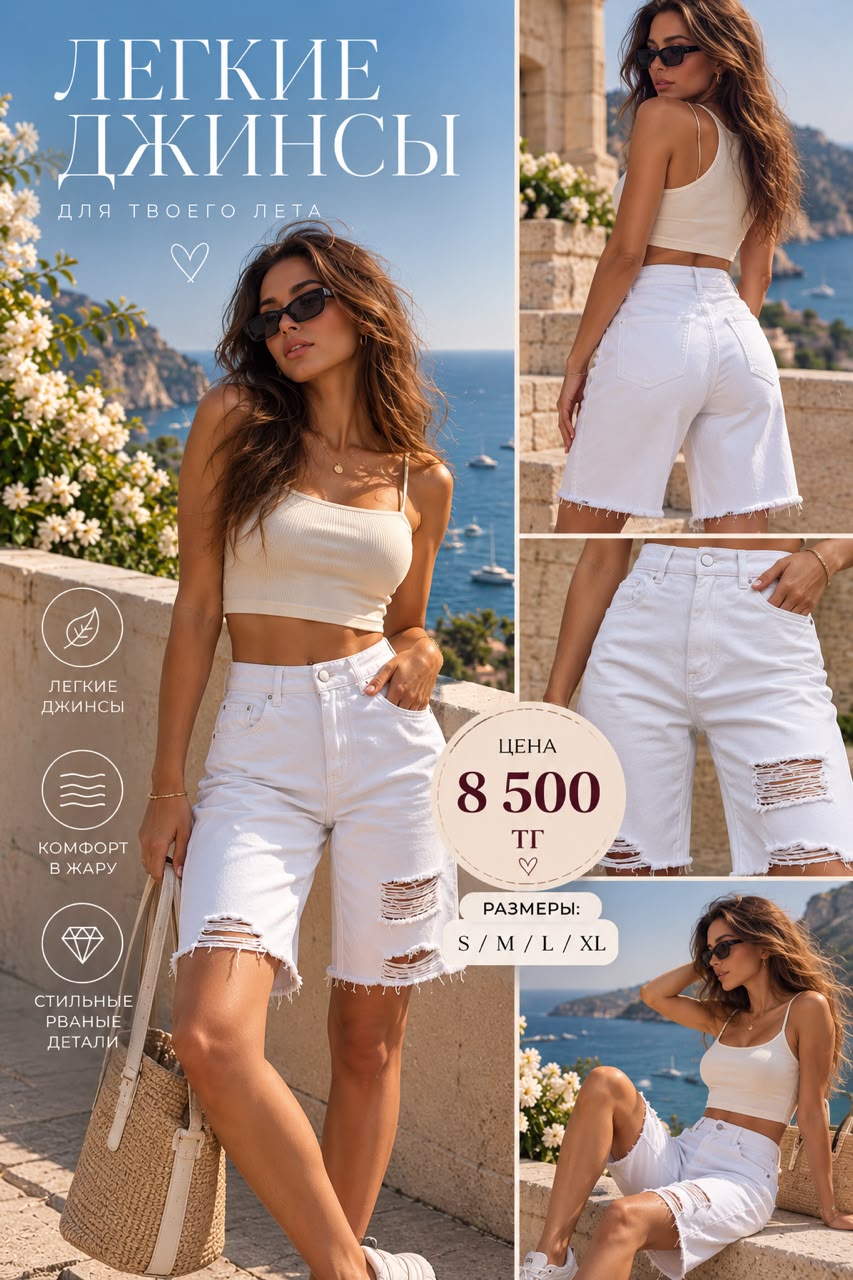 ЛЕГКИЕ
ДЖИНСЫ
ДЛЯ ТВОЕГО ЛЕТА
ЛЕГКИЕ
ДЖИНСЫ
КОМФОРТ
В ЖАРУ
СТИЛЬНЫЕ
РВАНЫЕ
ДЕТАЛИ
ЦЕНА
8 500
ТГ
РАЗМЕРЫ:
S / M / L / XL